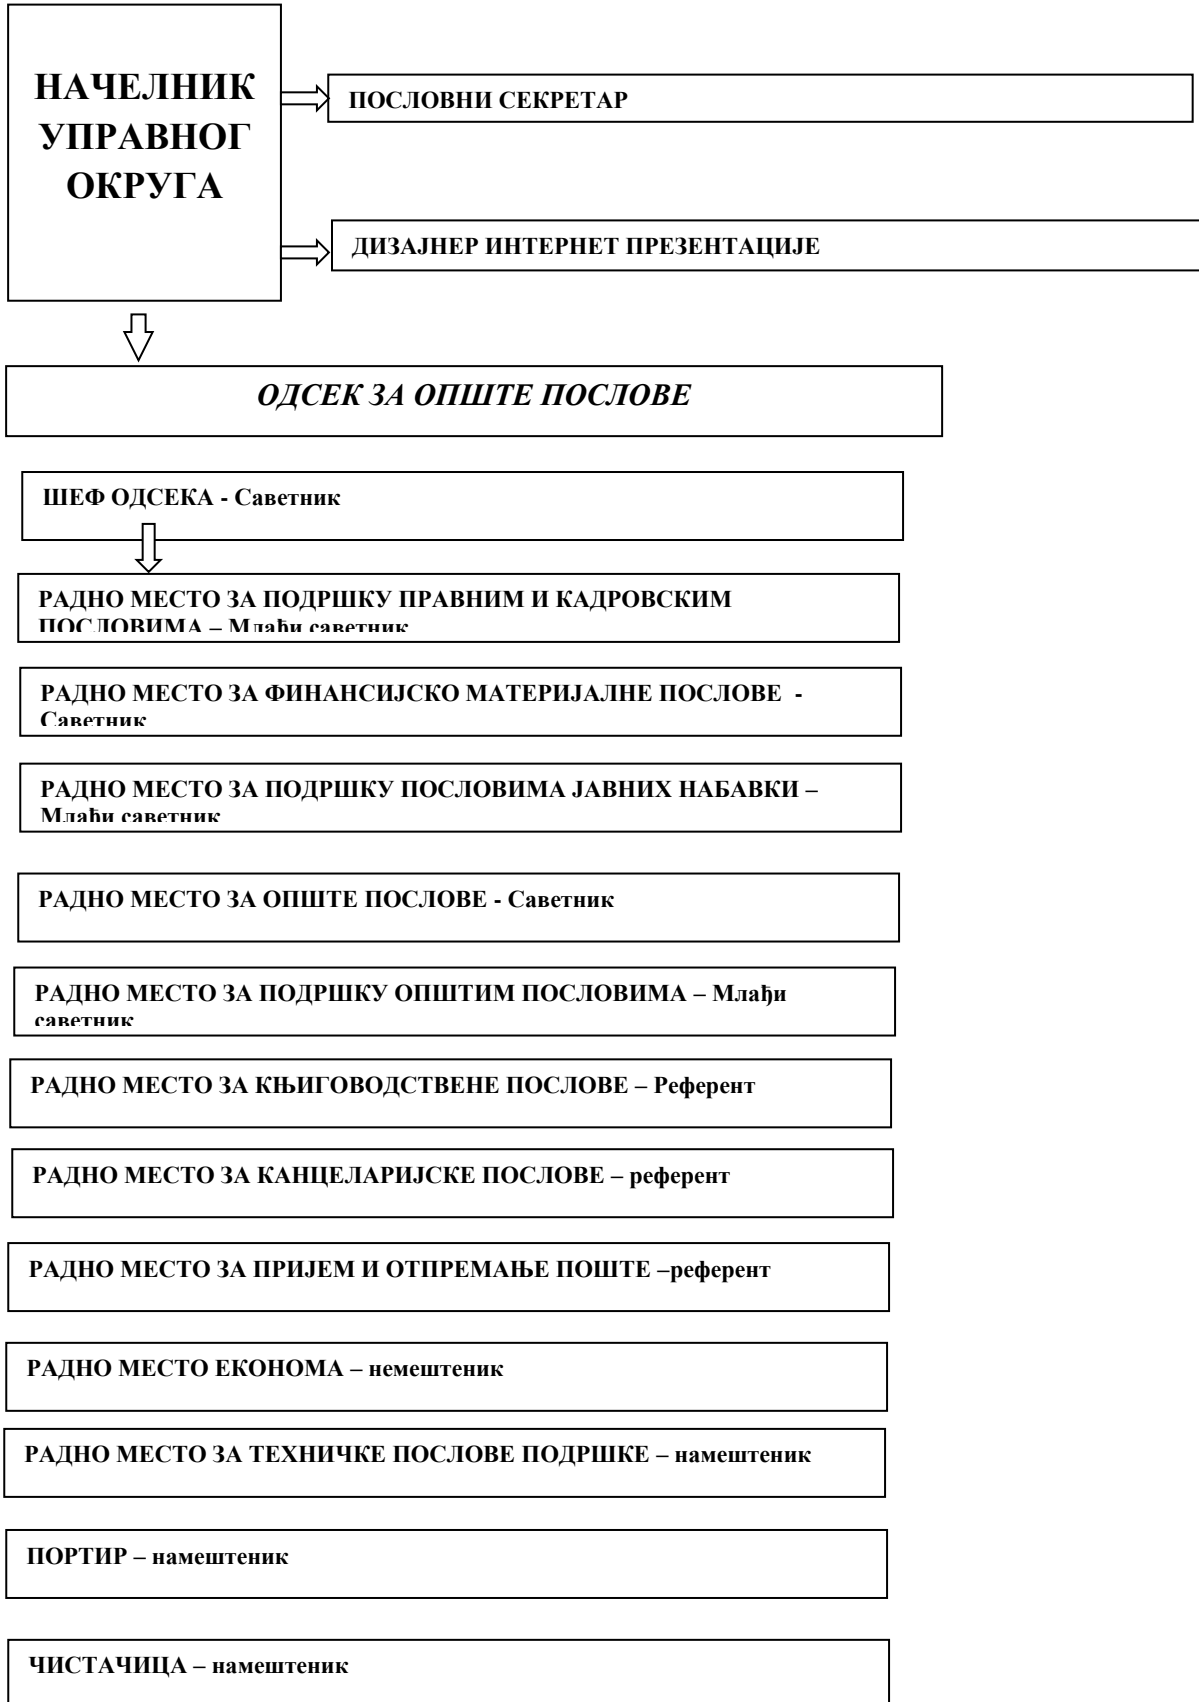 НАЧЕЛНИК
УПРАВНОГ
ОКРУГА
ПОСЛОВНИ СЕКРЕТАР
ДИЗАЈНЕР ИНТЕРНЕТ ПРЕЗЕНТАЦИЈЕ
ОДСЕК ЗА ОПШТЕ ПОСЛОВЕ
ШЕФ ОДСЕКА - Саветник
РАДНО МЕСТО ЗА ПОДРШКУ ПРАВНИМ И КАДРОВСКИМ
ПОСЛОВИМА – Млађи саветник
РАДНО МЕСТО ЗА ФИНАНСИЈСКО МАТЕРИЈАЛНЕ ПОСЛОВЕ -
Саветник
РАДНО МЕСТО ЗА ПОДРШКУ ПОСЛОВИМА ЈАВНИХ НАБАВКИ –
Млађи саветник
РАДНО МЕСТО ЗА ОПШТЕ ПОСЛОВЕ - Саветник
РАДНО МЕСТО ЗА ПОДРШКУ ОПШТИМ ПОСЛОВИМА – Млађи
саветник
РАДНО МЕСТО ЗА КЊИГОВОДСТВЕНЕ ПОСЛОВЕ – Референт
РАДНО МЕСТО ЗА КАНЦЕЛАРИЈСКЕ ПОСЛОВЕ – референт
РАДНО МЕСТО ЗА ПРИЈЕМ И ОТПРЕМАЊЕ ПОШТЕ –референт
РАДНО МЕСТО ЕКОНОМА – немештеник
РАДНО МЕСТО ЗА ТЕХНИЧКЕ ПОСЛОВЕ ПОДРШКЕ – намештеник
ПОРТИР – намештеник
ЧИСТАЧИЦА – намештеник